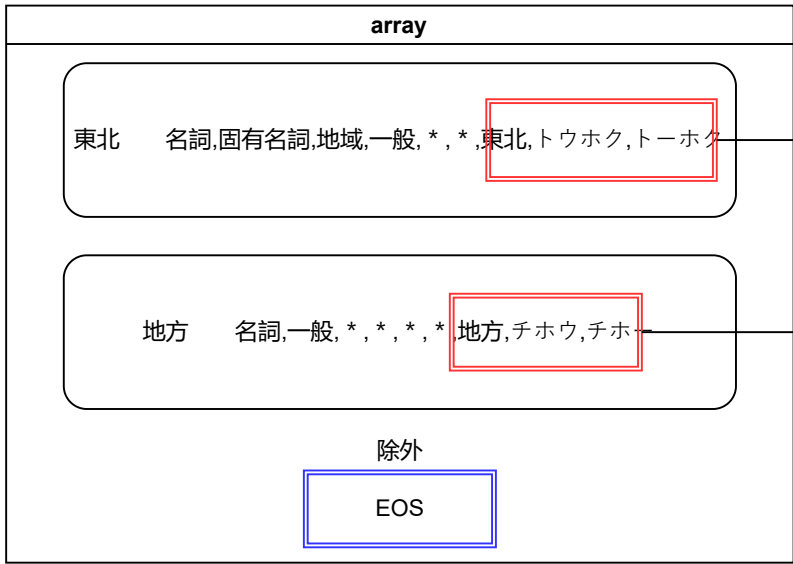 array
東北　　名詞,固有名詞,地域,一般, * , * ,東北,トウホク,トーホク
地方　　名詞,一般, * , * , * , * ,地方,チホウ,チホー
除外
EOS